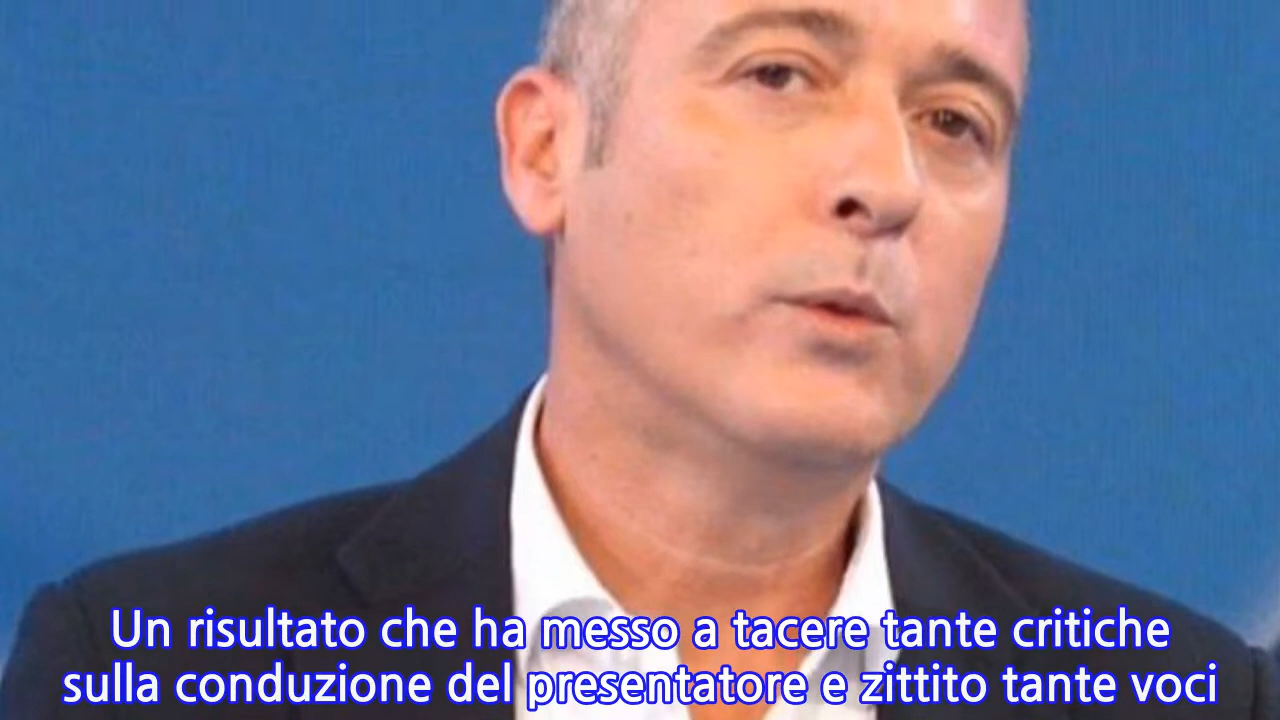 Un risultato che ha messo a tacere tante critiche
sulla conduzione del presentatore e zittito tante voci